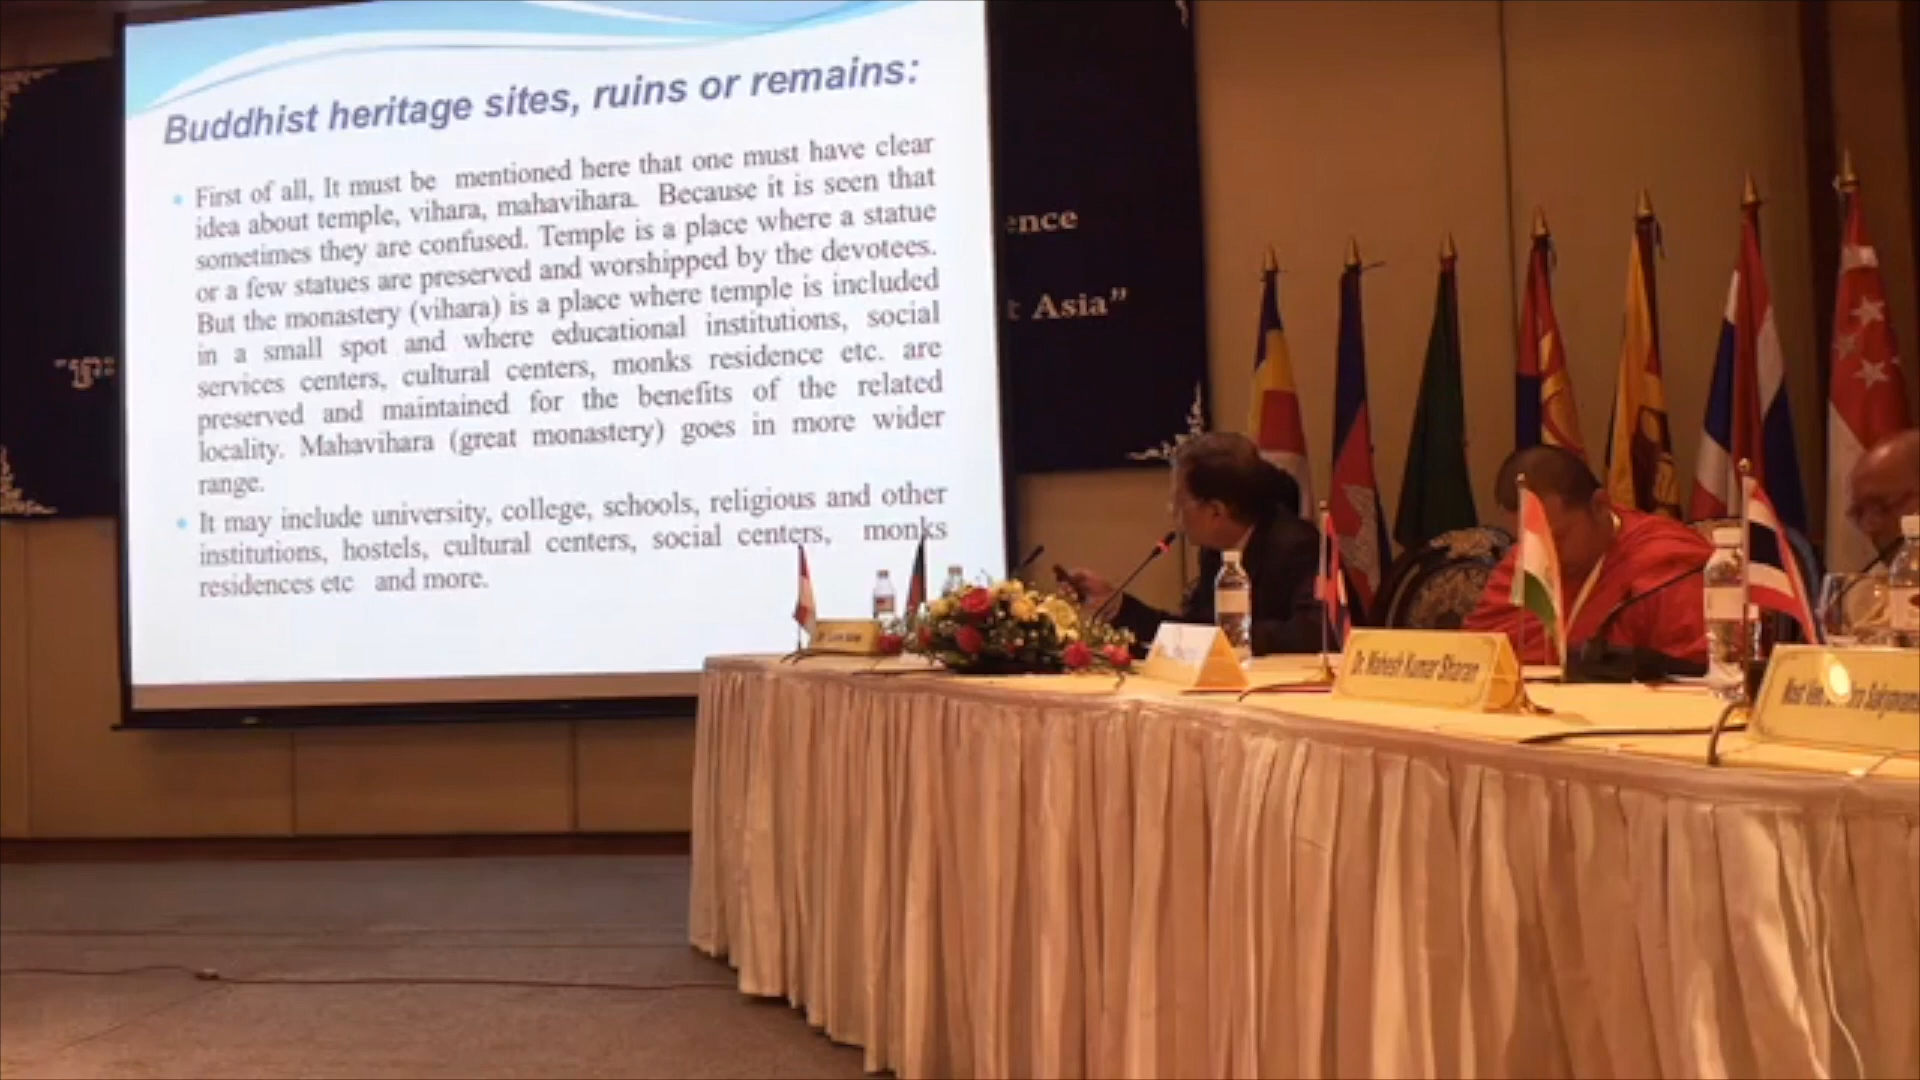 Buddhist heritage sites, ruins or remains:
First of all, It must be mentioned here that one must have clear
idea about temple, vihara, mahavihara. Because it is seen that
sometimes they are confused. Temple is a place where a statue
or a few statues are preserved and worshipped by the devotees.
But the monastery (vihara) is a place where temple is included
in a small spot and where educational institutions, social
services centers, cultural centers, monks residence etc. are
preserved and maintained for the benefits of the related
locality. Mahavihara (great monastery) goes in more wider
range.
It may include university, college, schools, religious and other
institutions, hostels, cultural centers, social centers, monks
residences etc and more.
ence
Asia”
Dr. Mahesh Kumar Sharan
Most Ven